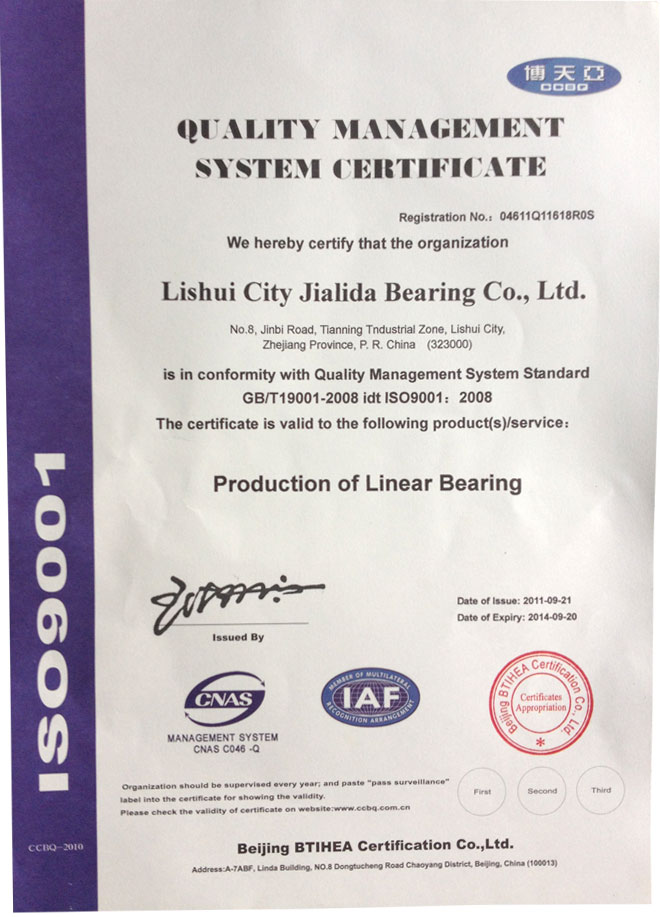 博天亞
CCBQ
QUALITY MANAGEMENT
SYSTEM CERTIFICATE
Registration No.: 04611Q11618R0S
We hereby certify that the organization
Lishui City Jialida Bearing Co., Ltd.
No.8, Jinbi Road, Tianning Tndustrial Zone, Lishui City,
Zhejiang Province, P. R. China (323000)
is in conformity with Quality Management System Standard
GB/T19001-2008 idt ISO9001: 2008
The certificate is valid to the following product(s)/service:
Production of Linear Bearing
ISO9001
Issued By
Date of Issue: 2011-09-21
Date of Expiry: 2014-09-20
CNAS
MANAGEMENT SYSTEM
CNAS C046 -Q
MEMBER OF MULTILATERAL
IAF
RECOGNITION ARRANGEMENT
Beijing BTIHEA Certification Co., Ltd.
Certificates
Appropriation
Organization should be supervised every year; and paste "pass surveillance"
label into the certificate for showing the validity.
Please check the validity of certificate on website:www.ccbq.com.cn
First
Second
Third
CCBQ-2010
Beijing BTIHEA Certification Co.,Ltd.
Address:A-7ABF, Linda Building, NO.8 Dongtucheng Road Chaoyang District, Beijing, China (100013)